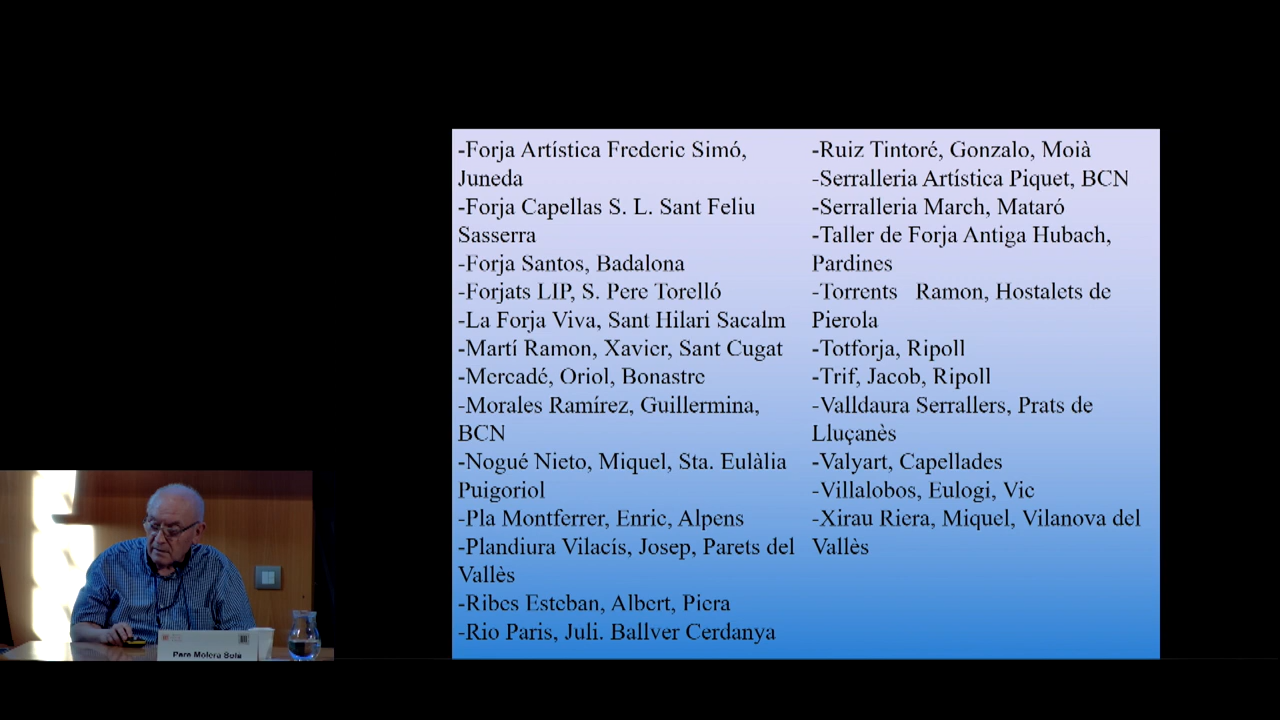 -Forja Artística Frederic Simó,
Juneda
-Forja Capellas S. L. Sant Feliu
Sasserra
-Forja Santos, Badalona
-Forjats LIP, S. Pere Torelló
-La Forja Viva, Sant Hilari Sacalm
-Martí Ramon, Xavier, Sant Cugat
-Mercadé, Oriol, Bonastre
-Morales Ramírez, Guillermina,
BCN
-Nogué Nieto, Miquel, Sta. Eulàlia
Puigoriol
-Pla Montferrer, Enric, Alpens
-Plandiura Vilacís, Josep, Parets del
Vallès
-Ribes Esteban, Albert, Piera
-Rio Paris, Juli. Ballver Cerdanya
-Ruiz Tintoré, Gonzalo, Moià
-Serralleria Artística Piquet, BCN
-Serralleria March, Mataró
-Taller de Forja Antiga Hubach,
Pardines
-Torrents   Ramon, Hostalets de
Pierola
-Totforja, Ripoll
-Trif, Jacob, Ripoll
-Valldaura Serrallers, Prats de
Lluçanès
-Valyart, Capellades
-Villalobos, Eulogi, Vic
-Xirau Riera, Miquel, Vilanova del
Vallès
Pere Molera Solà